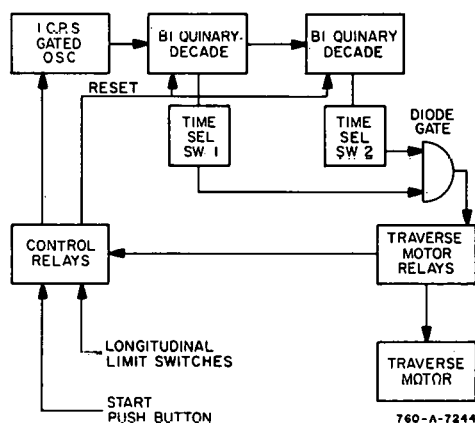 1 C.P.S
GATED
OSC
BI QUINARY
DECADE
BI QUINARY
DECADE
RESET
TIME
SEL
SW 1
TIME
SEL
SW 2
DIODE
GATE
CONTROL
RELAYS
TRAVERSE
MOTOR
RELAYS
LONGITUDINAL
LIMIT SWITCHES
TRAVERSE
MOTOR
START
PUSH BUTTON
760-A-7244